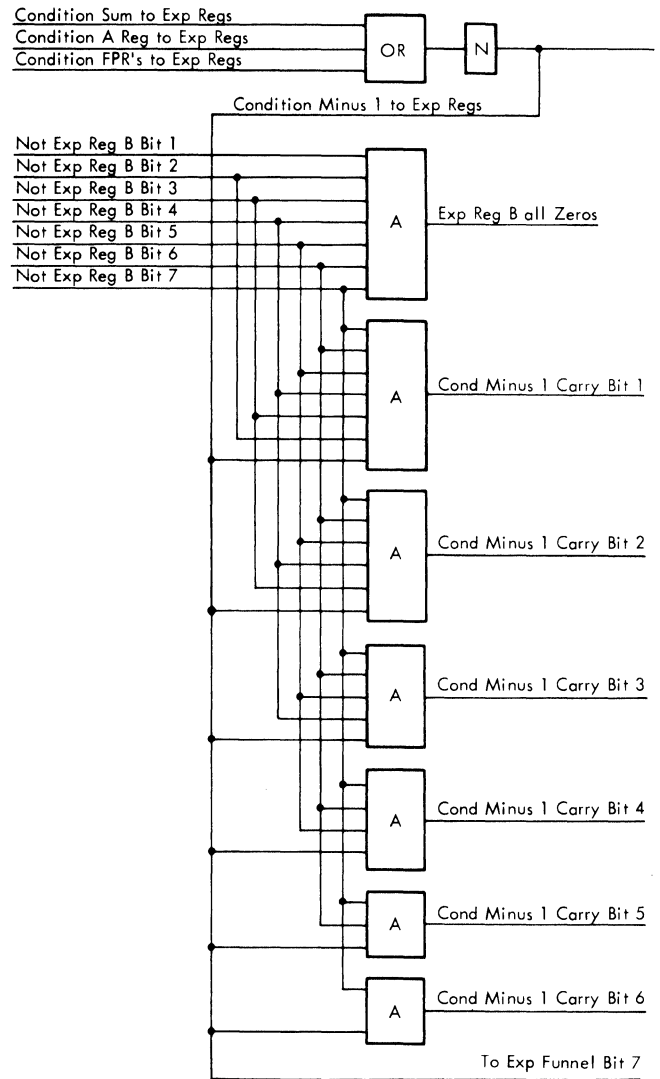 Condition Sum to Exp Regs
Condition A Reg to Exp Regs
Condition FPR's to Exp Regs
OR
N
Condition Minus 1 to Exp Regs
Not Exp Reg B Bit 1
Not Exp Reg B Bit 2
Not Exp Reg B Bit 3
Not Exp Reg B Bit 4
Not Exp Reg B Bit 5
Not Exp Reg B Bit 6
Not Exp Reg B Bit 7
A
Exp Reg B all Zeros
A
Cond Minus 1 Carry Bit 1
A
Cond Minus 1 Carry Bit 2
A
Cond Minus 1 Carry Bit 3
A
Cond Minus 1 Carry Bit 4
A
Cond Minus 1 Carry Bit 5
A
Cond Minus 1 Carry Bit 6
To Exp Funnel Bit 7